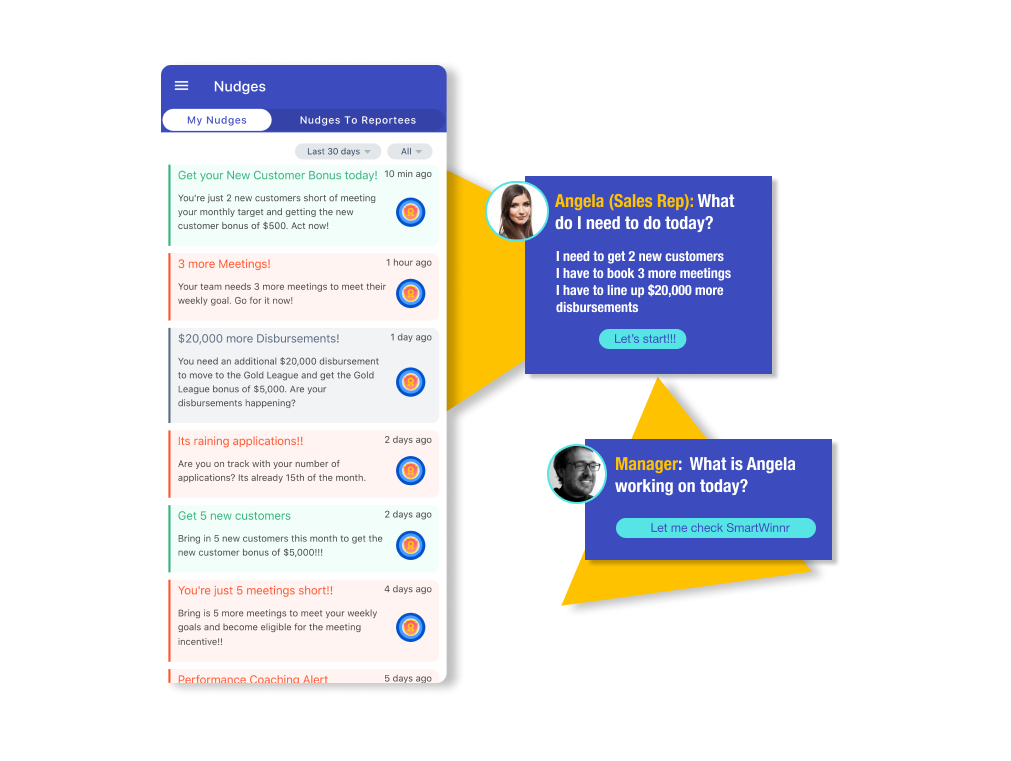 Nudges
My Nudges
Nudges To Reportees
Last 30 days
All
Get your New Customer Bonus today!
10 min ago
You're just 2 new customers short of meeting
your monthly target and getting the new
customer bonus of $500. Act now!
3 more Meetings!
1 hour ago
Your team needs 3 more meetings to meet their
weekly goal. Go for it now!
$20,000 more Disbursements!
1 day ago
You need an additional $20,000 disbursement
to move to the Gold League and get the Gold
League bonus of $5,000. Are your
disbursements happening?
Its raining applications!!
2 days ago
Are you on track with your number of
applications? Its already 15th of the month.
Get 5 new customers
2 days ago
Bring in 5 new customers this month to get the
new customer bonus of $5,000!!!
You're just 5 meetings short!!
4 days ago
Bring is 5 more meetings to meet your weekly
goals and become eligible for the meeting
incentive!!
Performance Coaching Alert
5 days ago
Angela (Sales Rep): What
do I need to do today?
I need to get 2 new customers
I have to book 3 more meetings
I have to line up $20,000 more
disbursements
Let's start!!!
Manager: What is Angela
working on today?
Let me check SmartWinnr